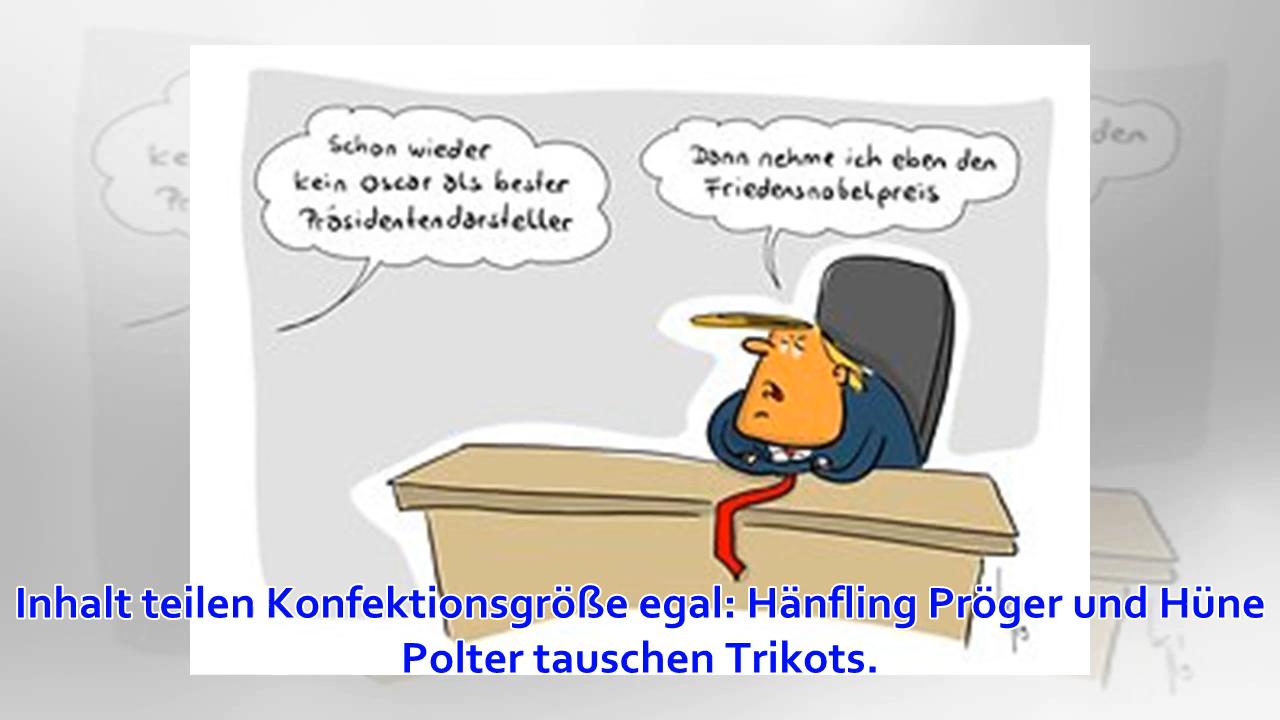 Schon wieder
kein Oscar als bester
Präsidentendarsteller
Dann nehme ich eben den
Friedensnobelpreis
Inhalt teilen Konfektionsgröße egal: Hänfling Pröger und Hüne
Polter tauschen Trikots.